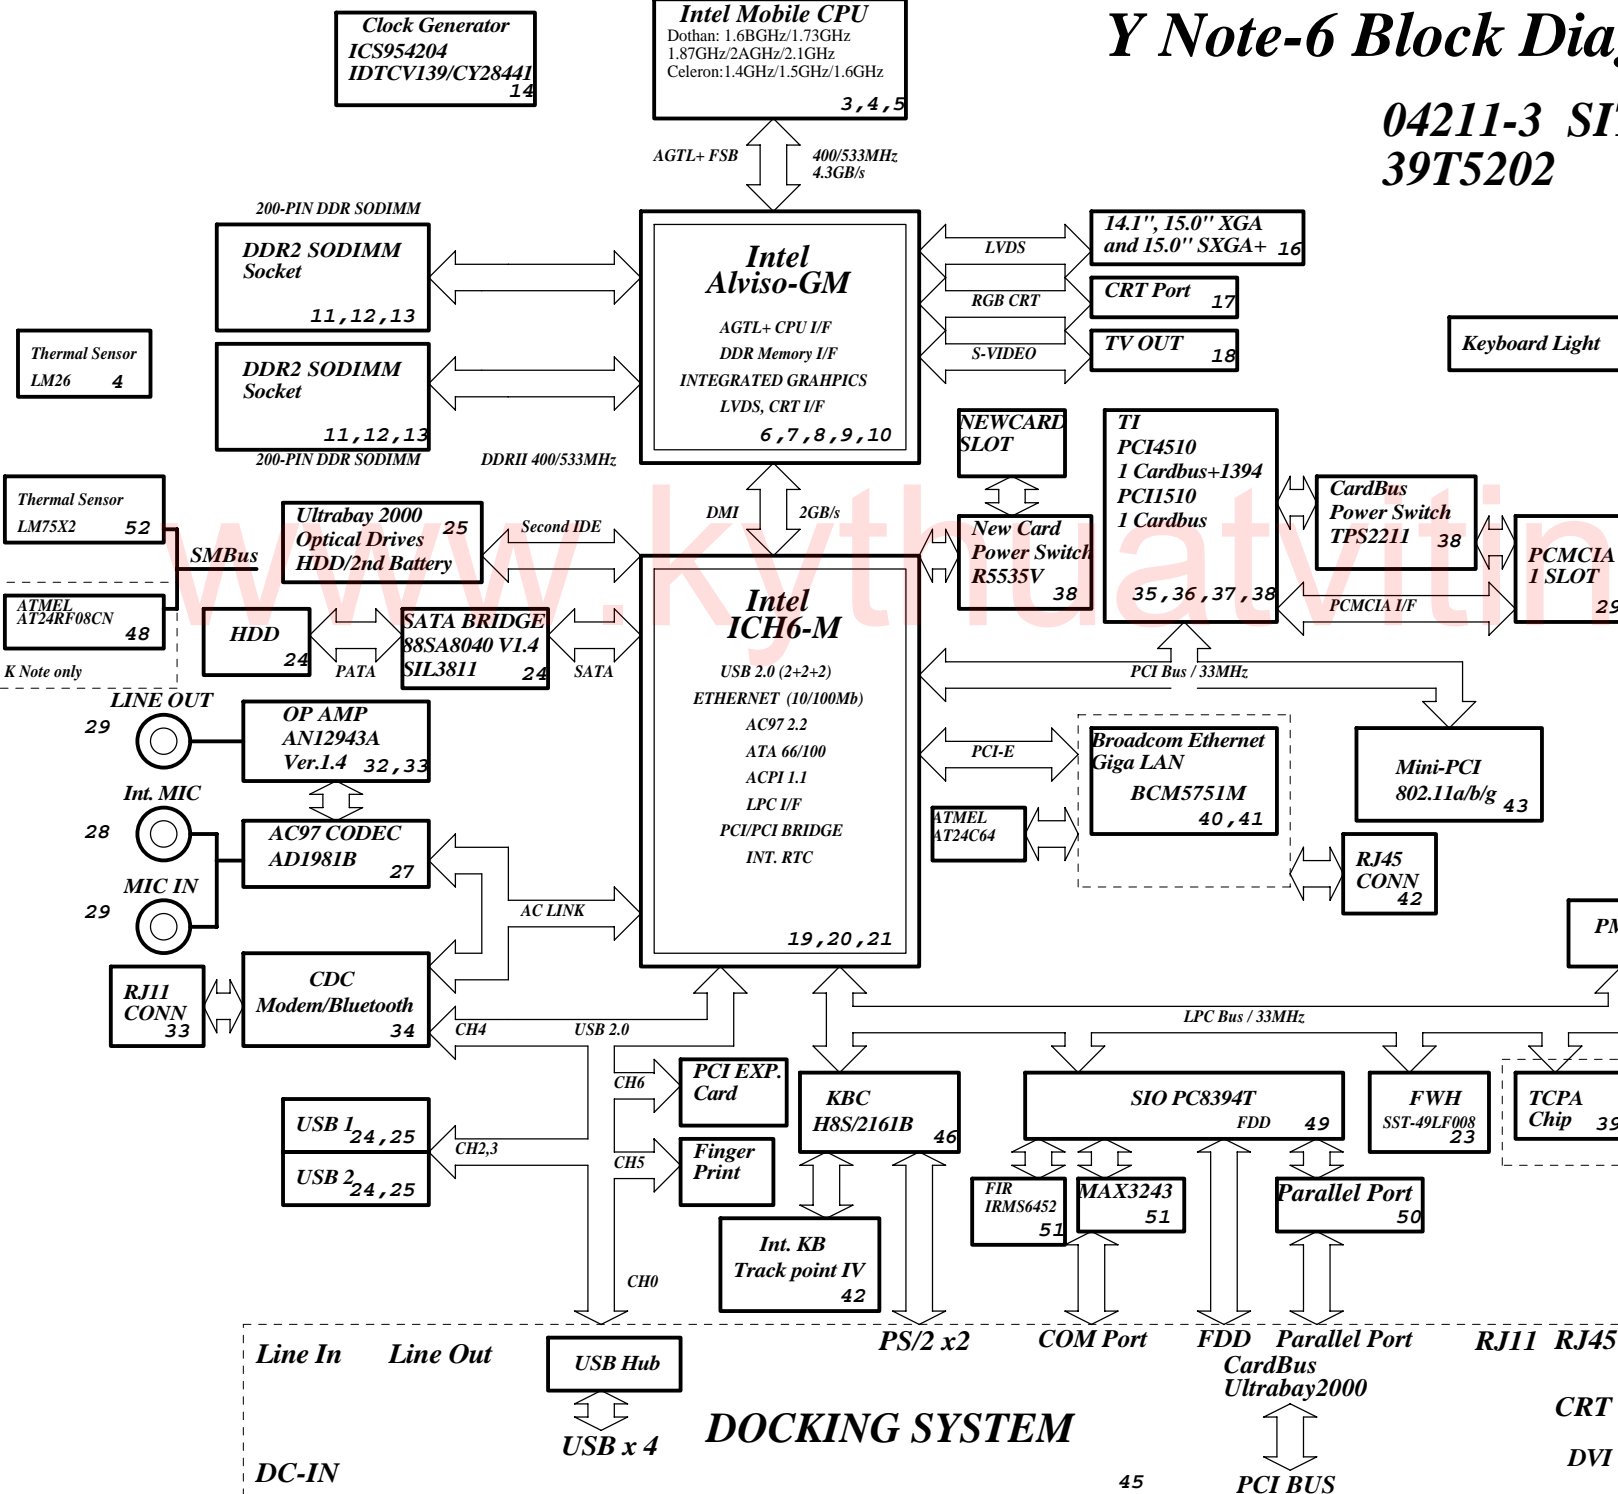 Clock Generator
ICS954204
IDTCV139/CY28441
14
Intel Mobile CPU
Dothan: 1.6BGHz/1.73GHz
1.87GHz/2AGHz/2.1GHz
Celeron:1.4GHz/1.5GHz/1.6GHz
3,4,5
Y Note-6 Block Dia
04211-3 SI
39T5202
AGTL+ FSB
400/533MHz
4.3GB/s
200-PIN DDR SODIMM
DDR2 SODIMM
Socket
11,12,13
DDR2 SODIMM
Socket
11,12,13
200-PIN DDR SODIMM
DDRII 400/533MHz
Intel
Alviso-GM
AGTL+ CPU I/F
DDR Memory I/F
INTEGRATED GRAHPICS
LVDS, CRT I/F
6,7,8,9,10
LVDS
RGB CRT
S-VIDEO
14.1", 15.0" XGA
and 15.0" SXGA+ 16
CRT Port 17
TV OUT 18
Keyboard Light
Thermal Sensor
LM26 4
Thermal Sensor
LM75X2 52
SMBus
ATMEL
AT24RF08CN
48
K Note only
Ultrabay 2000 25
Optical Drives
HDD/2nd Battery
Second IDE
DMI 2GB/s
HDD
24
PATA
SATA BRIDGE
88SA8040 V1.4
SIL3811 24
SATA
NEWCARD
SLOT
New Card
Power Switch
R5535V
38
TI
PCI4510
1 Cardbus+1394
PCI1510
1 Cardbus
35,36,37,38
CardBus
Power Switch
TPS2211 38
PCMCIA
1 SLOT
29
PCMCIA I/F
www.kythuatvitin
Intel
ICH6-M
USB 2.0 (2+2+2)
ETHERNET (10/100Mb)
AC97 2.2
ATA 66/100
ACPI 1.1
LPC I/F
PCI/PCI BRIDGE
INT. RTC
19,20,21
PCI Bus / 33MHz
PCI-E
Broadcom Ethernet
Giga LAN
BCM5751M
40,41
ATMEL
AT24C64
Mini-PCI
802.11a/b/g 43
RJ45
CONN
42
PM
LINE OUT
29
OP AMP
AN12943A
Ver.1.4 32,33
Int. MIC
28
AC97 CODEC
AD1981B
27
MIC IN
29
AC LINK
RJ11
CONN
33
CDC
Modem/Bluetooth
34
CH4
USB 2.0
LPC Bus / 33MHz
USB 1
24,25
USB 2
24,25
CH2,3
CH6
PCI EXP.
Card
CH5
Finger
Print
CH0
KBC
H8S/2161B 46
Int. KB
Track point IV
42
SIO PC8394T
FDD 49
FWH
SST-49LF008
23
TCPA
Chip 39
FIR
IRMS6452
51
MAX3243
51
Parallel Port
50
Line In Line Out
USB Hub
USB x 4
DC-IN
DOCKING SYSTEM
PS/2 x2
COM Port
FDD
Parallel Port
CardBus
Ultrabay2000
PCI BUS
45
RJ11 RJ45
CRT
DVI